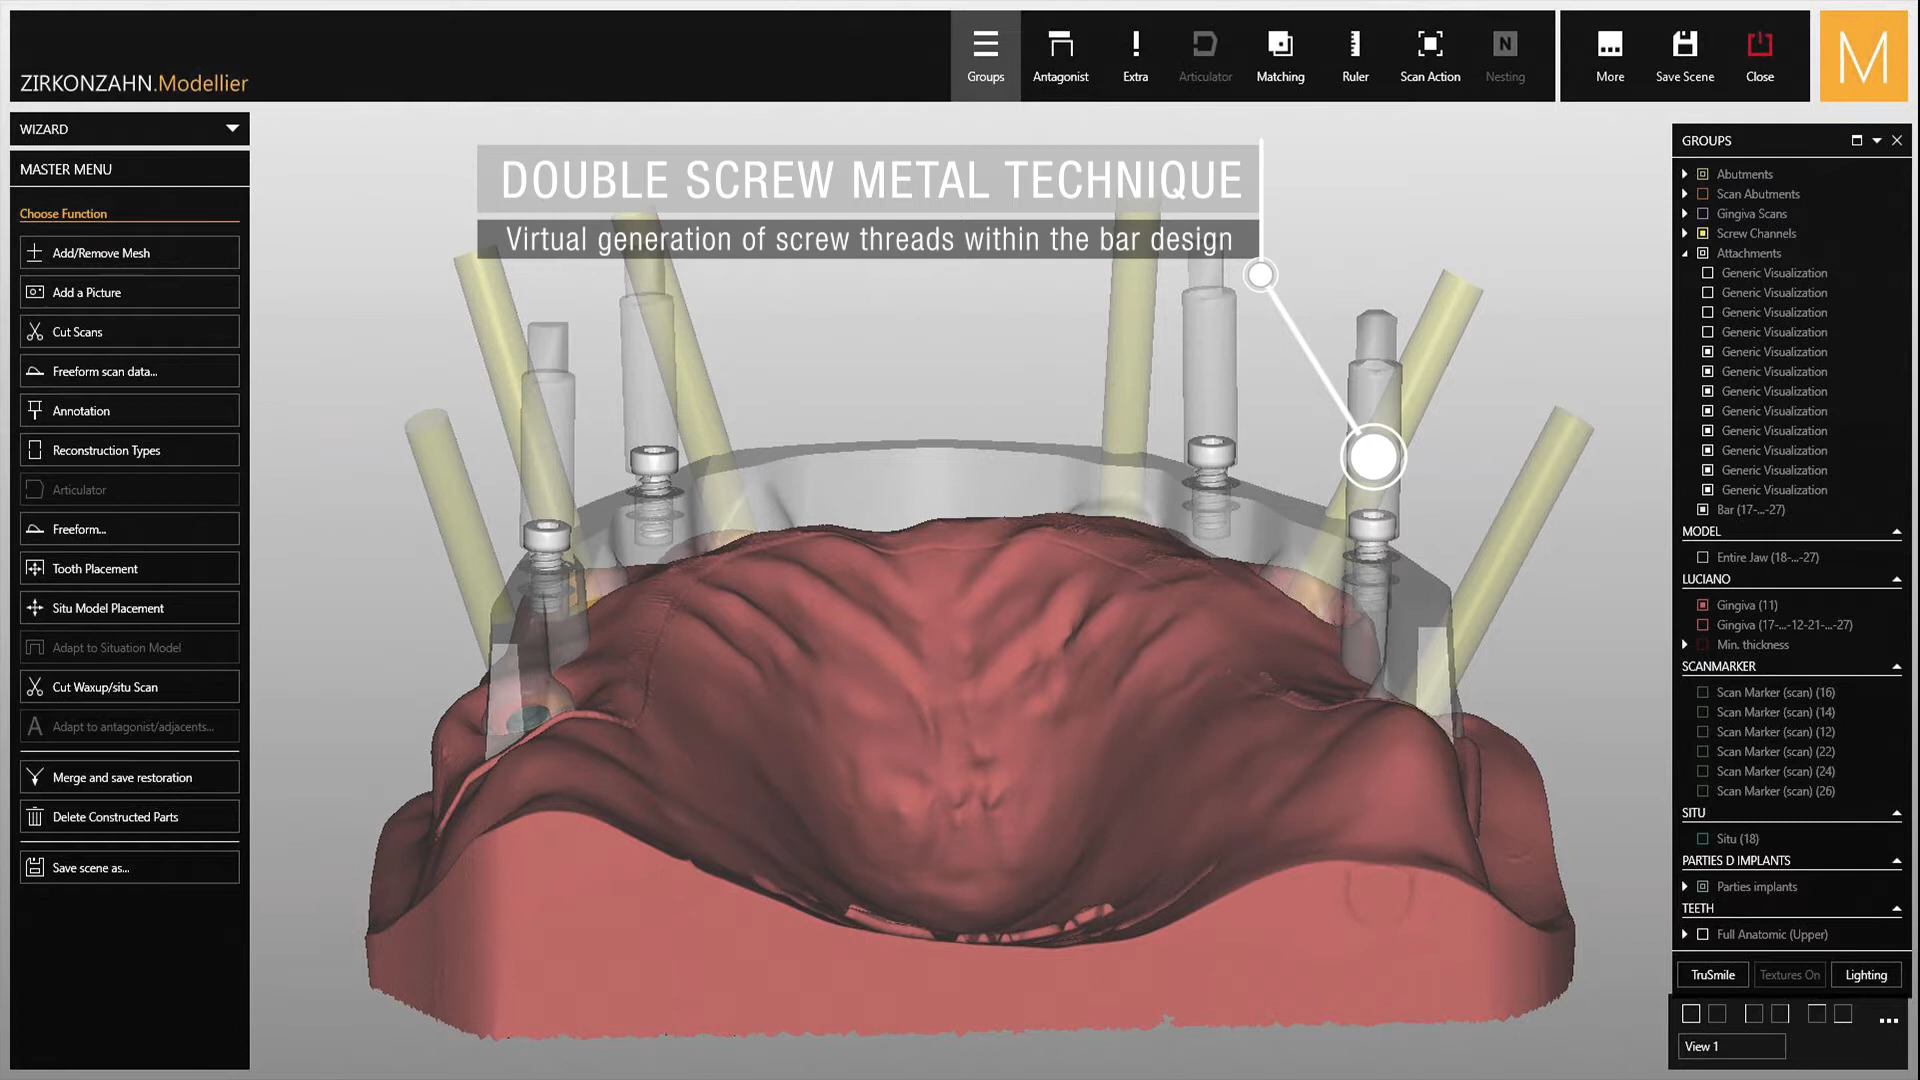 ZIRKONZAHN.Modellier
Groups
Antagonist
Extra
Articulator
Matching
Ruler
Scan Action
N
Nesting
More
Save Scene
Close
M
WIZARD
MASTER MENU
Choose Function
Add/Remove Mesh
Add a Picture
Cut Scans
Freeform scan data...
Annotation
Reconstruction Types
Articulator
Freeform...
Tooth Placement
Situ Model Placement
Adapt to Situation Model
Cut Waxup/situ Scan
A Adapt to antagonist/adjacents...
Merge and save restoration
Delete Constructed Parts
Save scene as...
DOUBLE SCREW METAL TECHNIQUE
Virtual generation of screw threads within the bar design
GROUPS
Abutments
Scan Abutments
Gingiva Scans
Screw Channels
Attachments
Generic Visualization
Generic Visualization
Generic Visualization
Generic Visualization
Generic Visualization
Generic Visualization
Generic Visualization
Generic Visualization
Generic Visualization
Generic Visualization
Generic Visualization
Generic Visualization
Bar (17-...-27)
MODEL
Entire Jaw (18-...-27)
LUCIANO
Gingiva (11)
Gingiva (17-...-12-21-...-27)
Min. thickness
SCANMARKER
Scan Marker (scan) (16)
Scan Marker (scan) (14)
Scan Marker (scan) (12)
Scan Marker (scan) (22)
Scan Marker (scan) (24)
Scan Marker (scan) (26)
SITU
Situ (18)
PARTIES D IMPLANTS
Parties implants
TEETH
Full Anatomic (Upper)
TruSmile
Textures On
Lighting
View 1